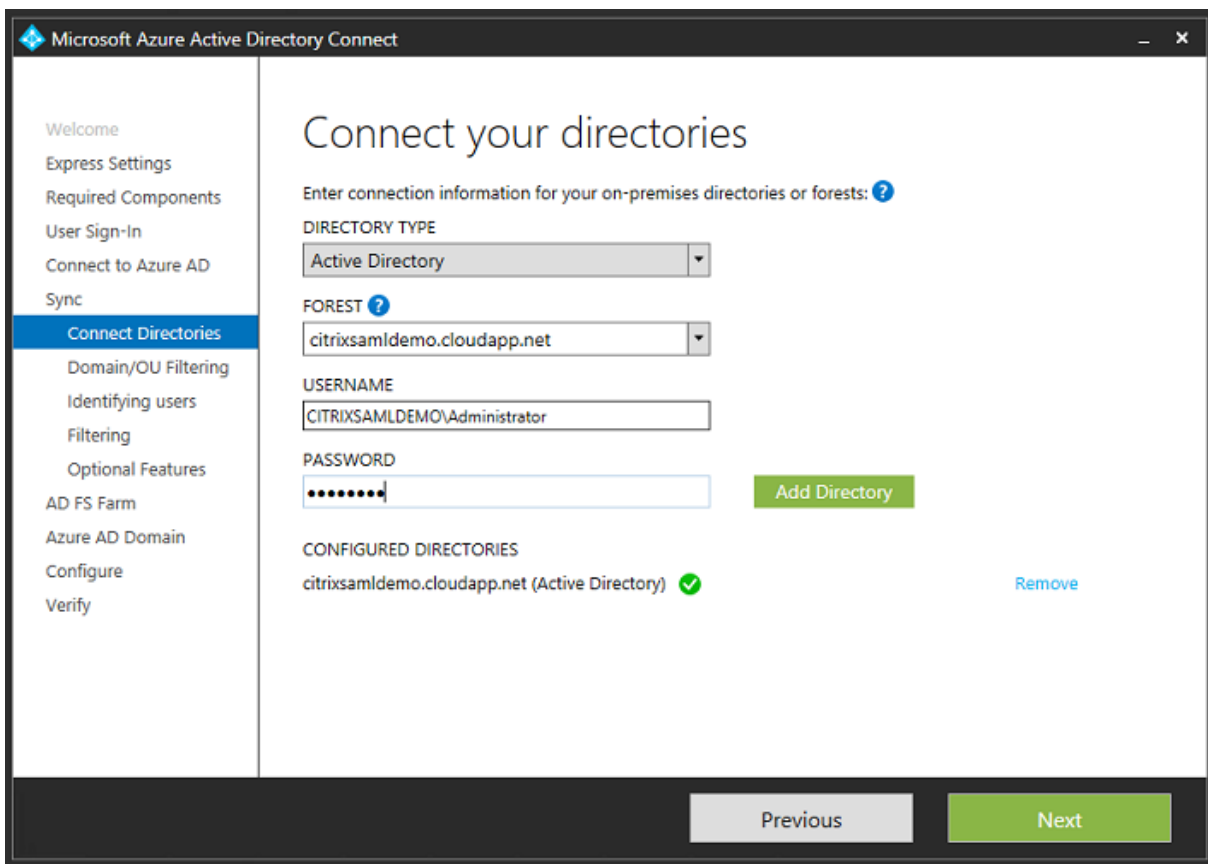 Microsoft Azure Active Directory Connect
Welcome
Express Settings
Required Components
User Sign-In
Connect to Azure AD
Sync
Connect Directories
Domain/OU Filtering
Identifying users
Filtering
Optional Features
AD FS Farm
Azure AD Domain
Configure
Verify
Connect your directories
Enter connection information for your on-premises directories or forests: ?
DIRECTORY TYPE
Active Directory
FOREST ?
citrixsamldemo.cloudapp.net
USERNAME
CITRIXSAMLDEMO\Administrator
PASSWORD
••••••••
Add Directory
CONFIGURED DIRECTORIES
citrixsamldemo.cloudapp.net (Active Directory)
Remove
Previous
Next